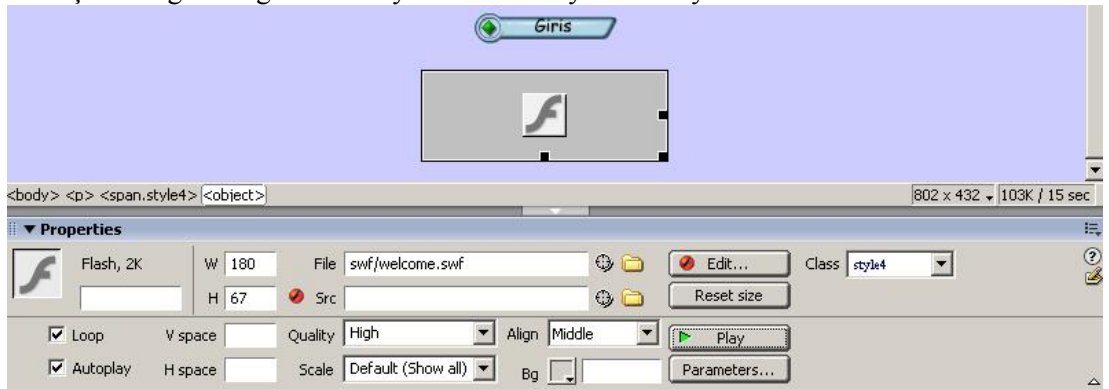 Giris
<body> <p> <span.style4> <object>
802 x 432 103K / 15 sec
Properties
Flash, 2K W 180 File swf/welcome.swf Edit... Class style4
H 67 Src Reset size
Loop V space Quality High Align Middle Play
Autoplay H space Scale Default (Show all) Bg Parameters...